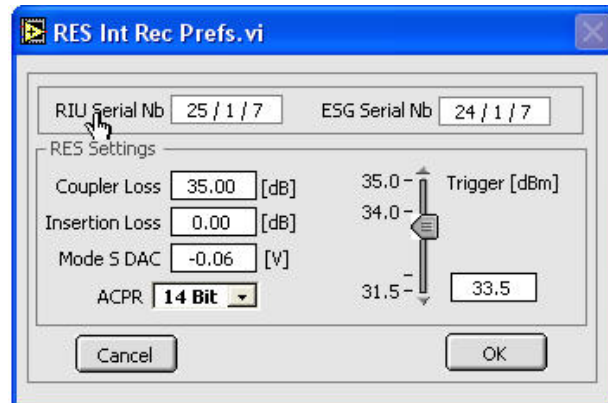 RES Int Rec Prefs.vi
RIU Serial Nb 25 / 1 / 7 ESG Serial Nb 24 / 1 / 7
RES Settings
Coupler Loss 35.00 [dB] 35.0 Trigger [dBm]
34.0
Insertion Loss 0.00 [dB]
Mode S DAC -0.06 [V]
ACPR 14 Bit 31.5 33.5
Cancel OK